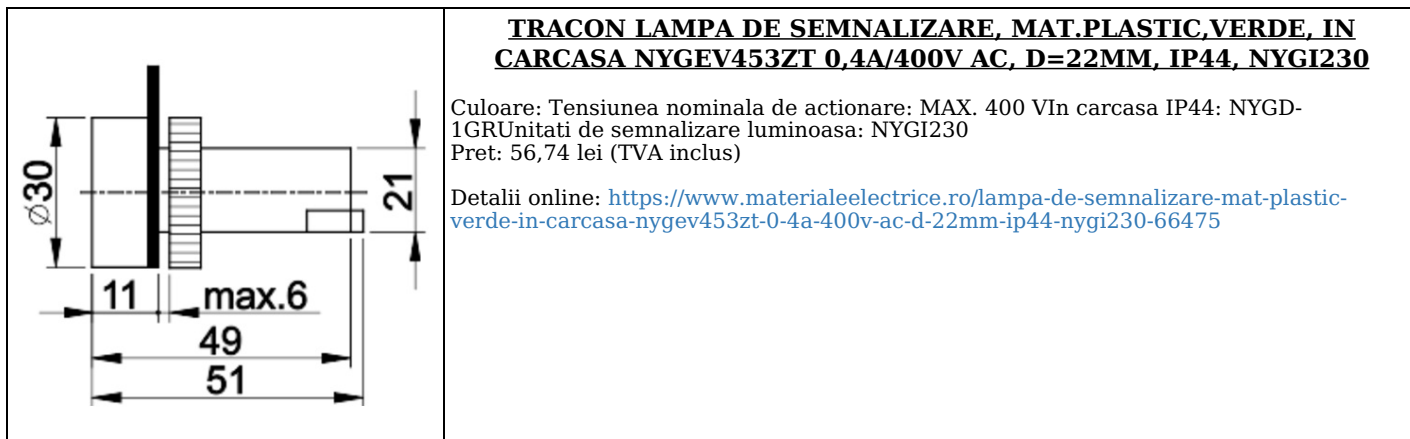 ⌀30
21
11
max.6
49
51
TRACON LAMPA DE SEMNALIZARE, MAT.PLASTIC,VERDE, IN
CARCASA NYGEV453ZT 0,4A/400V AC, D=22MM, IP44, NYGI230
Culoare: Tensiunea nominala de actionare: MAX. 400 VIn carcasa IP44: NYGD-
1GRUnitati de semnalizare luminoasa: NYGI230
Pret: 56,74 lei (TVA inclus)
Detalii online: https://www.materialeelectrice.ro/lampa-de-semnalizare-mat-plastic-
verde-in-carcasa-nygev453zt-0-4a-400v-ac-d-22mm-ip44-nygi230-66475